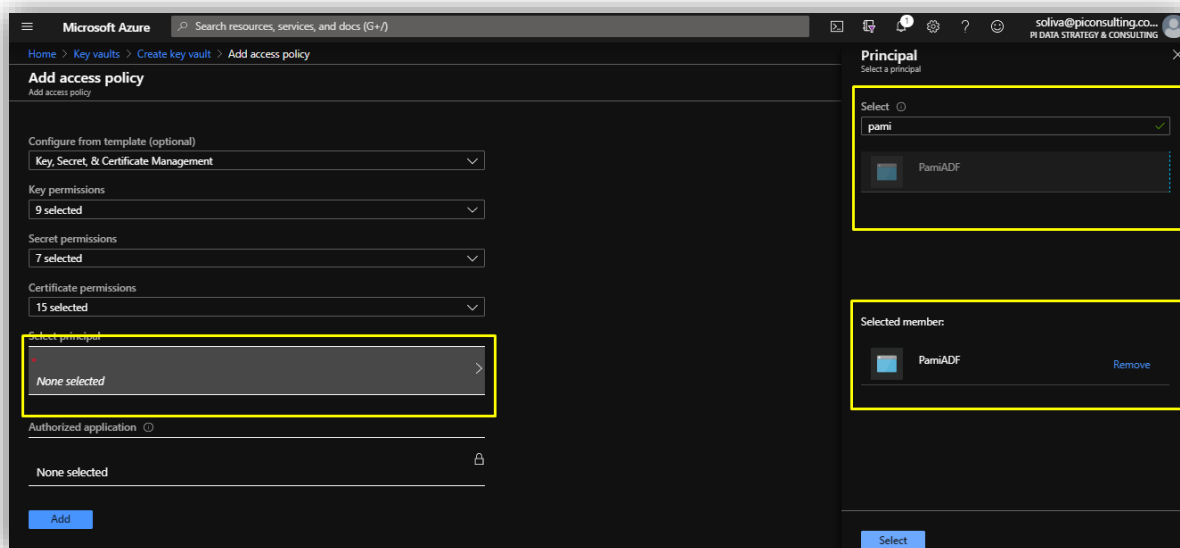 Microsoft Azure
Search resources, services, and docs (G+/)
1
soliva@piconsulting.co...
PI DATA STRATEGY & CONSULTING
Home > Key vaults > Create key vault > Add access policy
Add access policy
Add access policy
Configure from template (optional)
Key, Secret, & Certificate Management
Key permissions
9 selected
Secret permissions
7 selected
Certificate permissions
15 selected
Select principal
*
None selected
Authorized application
None selected
Add
Principal
Select a principal
Select
pami
PamiADF
Selected member:
PamiADF
Remove
Select